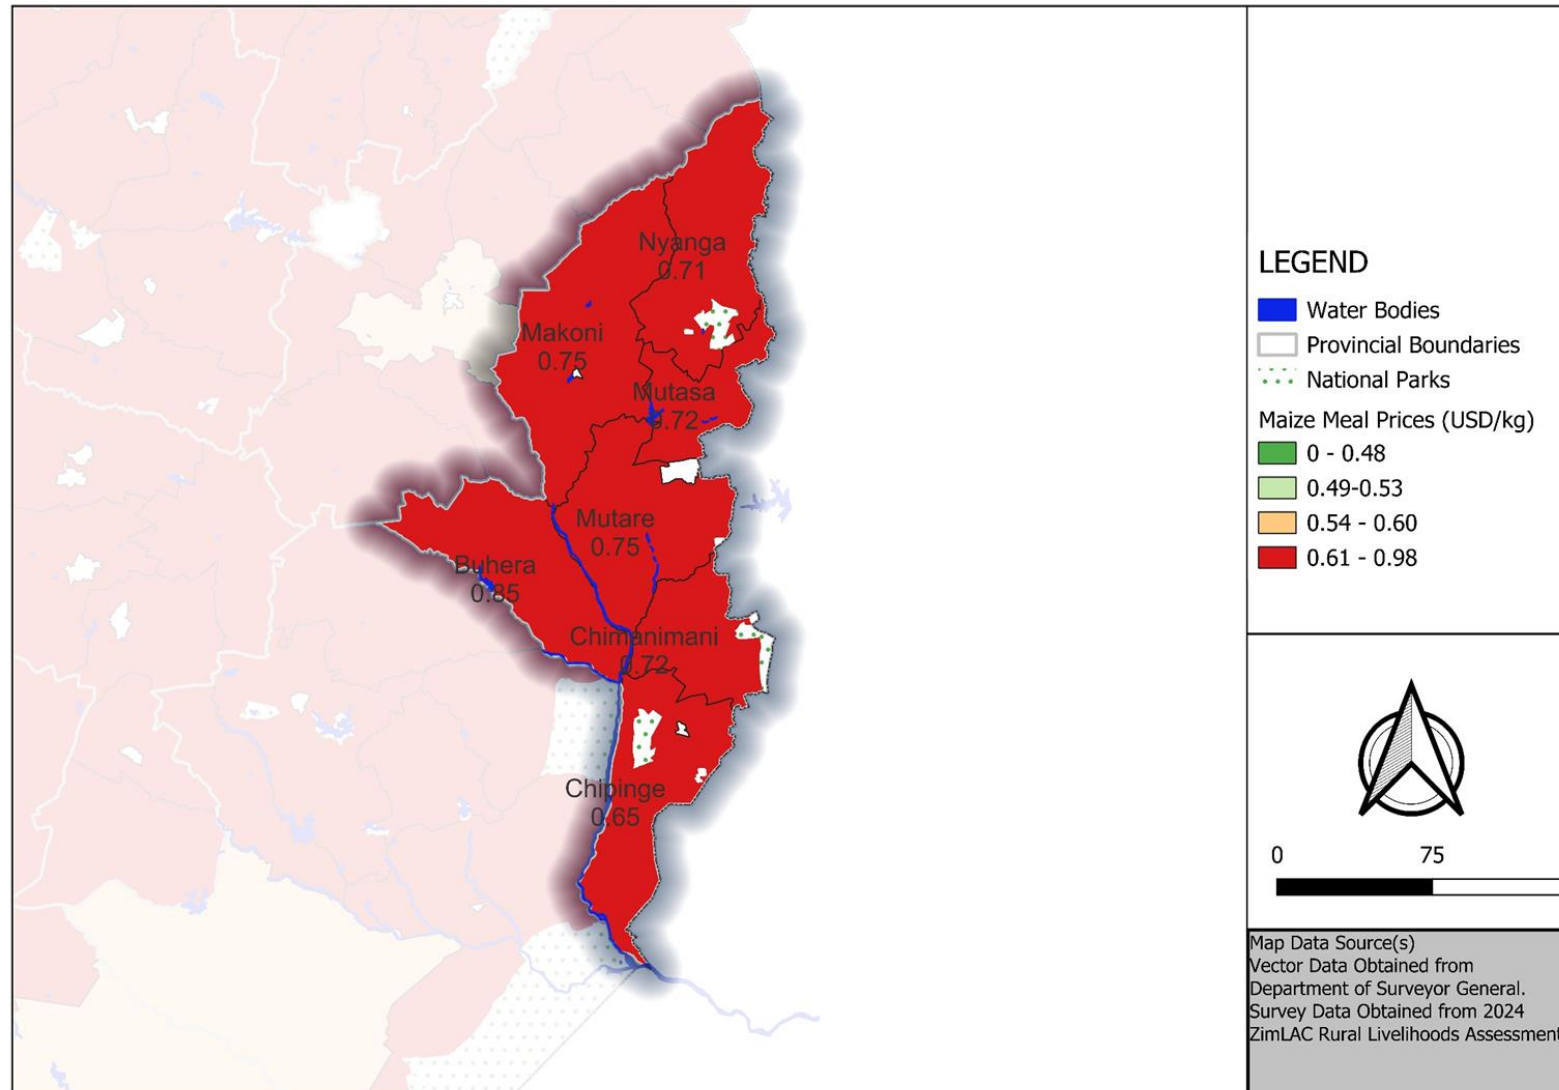 Nyanga
0.71
Makoni
0.75
Mutasa
0.72
Mutare
0.75
Buhera
0.85
Chimanimani
0.72
Chipinge
0.65
LEGEND
Water Bodies
Provincial Boundaries
National Parks
Maize Meal Prices (USD/kg)
0 - 0.48
0.49-0.53
0.54 - 0.60
0.61 - 0.98
0 75
Map Data Source(s)
Vector Data Obtained from
Department of Surveyor General.
Survey Data Obtained from 2024
ZimLAC Rural Livelihoods Assessment